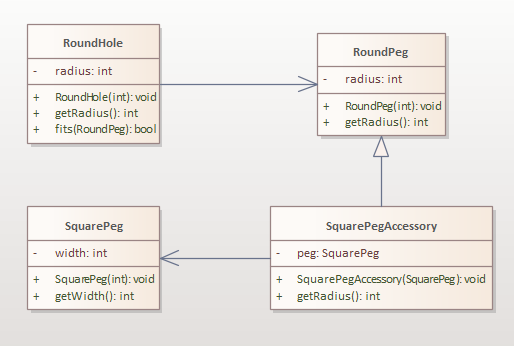 RoundHole
- radius: int
+ RoundHole(int): void
+ getRadius(): int
+ fits(RoundPeg): bool
RoundPeg
- radius: int
+ RoundPeg(int): void
+ getRadius(): int
SquarePeg
- width: int
+ SquarePeg(int): void
+ getWidth(): int
SquarePegAccessory
- peg: SquarePeg
+ SquarePegAccessory(SquarePeg): void
+ getRadius(): int